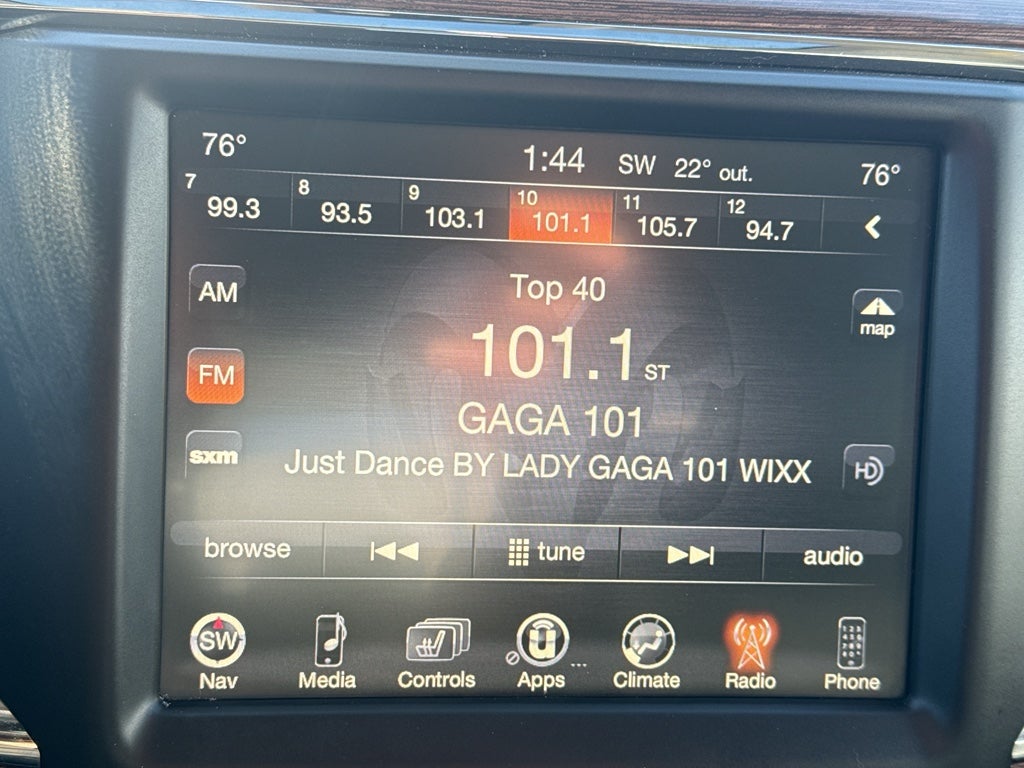 76° 1:44 SW 22° out. 76°
7 99.3 8 93.5 9 103.1 10 101.1 11 105.7 12 94.7
Top 40
AM
map
101.1 ST
FM
GAGA 101
sxm Just Dance BY LADY GAGA 101 WIXX HD
browse tune audio
SW u
Nav Media Controls Apps ... Climate Radio Phone